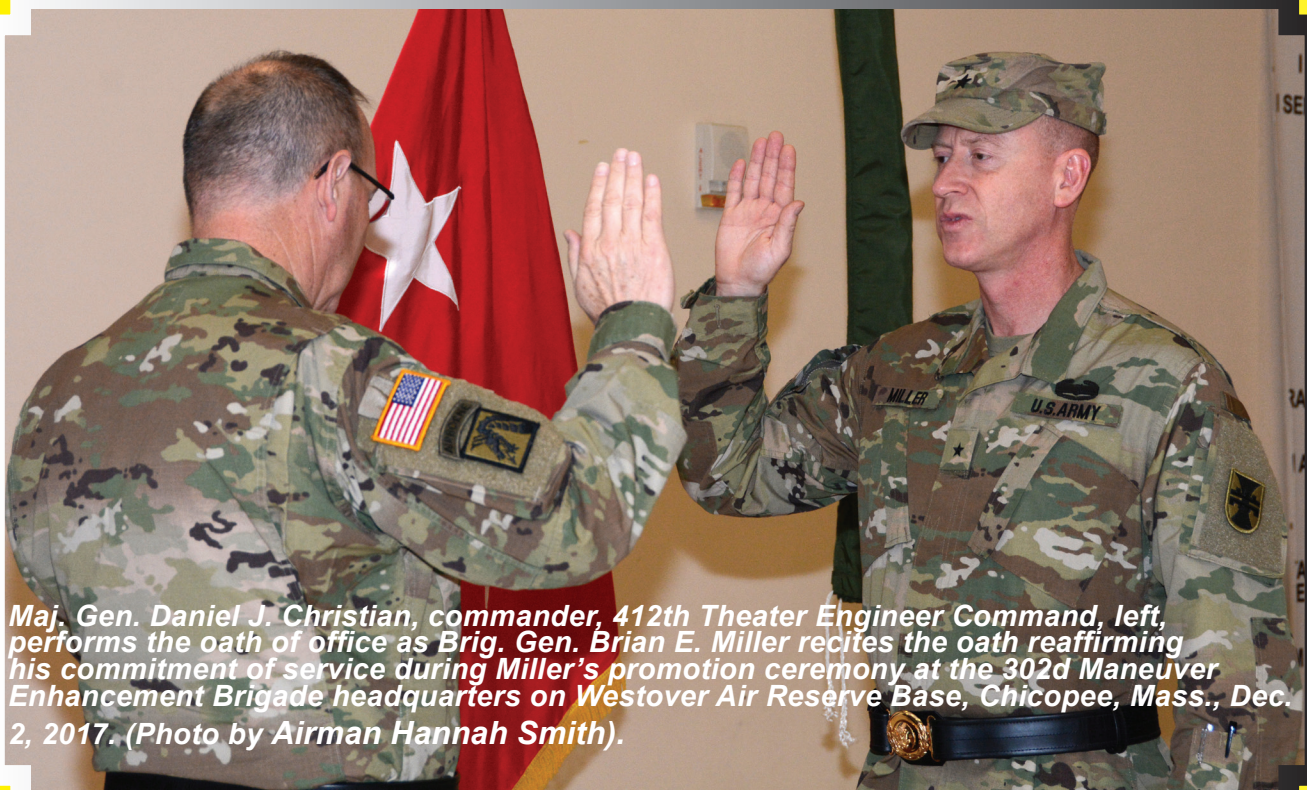 I SE
MILLER
U.S.ARMY
Maj. Gen. Daniel J. Christian, commander, 412th Theater Engineer Command, left,
performs the oath of office as Brig. Gen. Brian E. Miller recites the oath reaffirming
his commitment of service during Miller's promotion ceremony at the 302d Maneuver
Enhancement Brigade headquarters on Westover Air Reserve Base, Chicopee, Mass., Dec.
2, 2017. (Photo by Airman Hannah Smith).